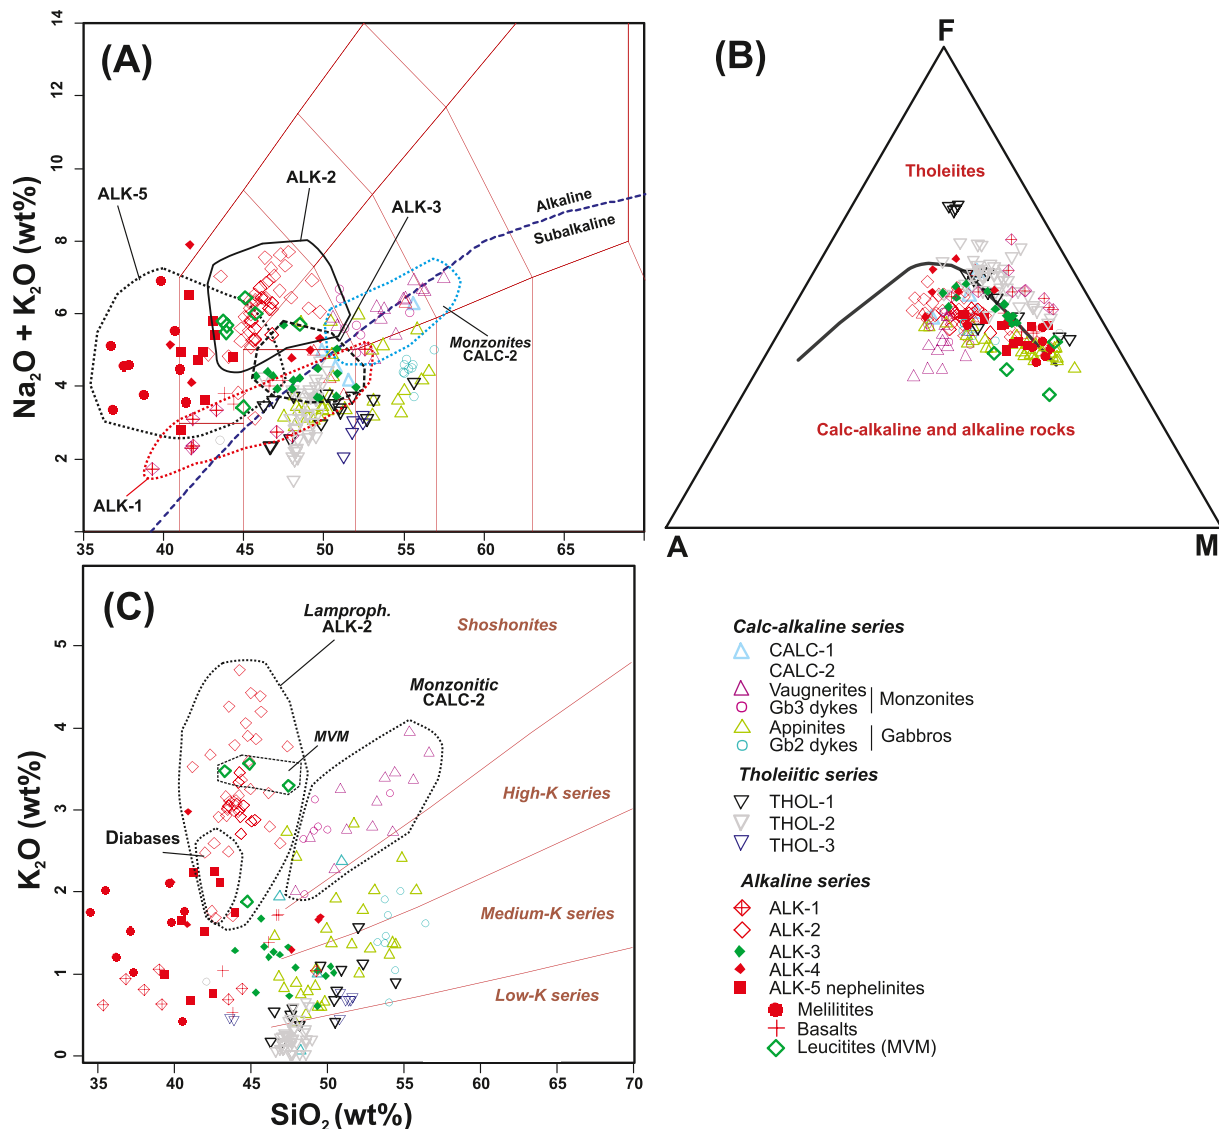 (A)
Na2O + K2O (wt%)
14
12
10
8
6
4
2
ALK-5
ALK-2
ALK-3
Alkaline
Subalkaline
Monzonites
CALC-2
ALK-1
35
40
45
50
55
60
65
(B)
F
Tholeiites
Calc-alkaline and alkaline rocks
A
M
(C)
K2O (wt%)
5
4
3
2
1
0
Lamproph.
ALK-2
Shoshonites
Monzonitic
CALC-2
MVM
High-K series
Diabases
Medium-K series
Low-K series
35
40
45
50
55
60
65
70
SiO2 (wt%)
Calc-alkaline series
CALC-1
CALC-2
Vaugnerites
Gb3 dykes
Monzonites
Appinites
Gb2 dykes
Gabbros
Tholeiitic series
THOL-1
THOL-2
THOL-3
Alkaline series
ALK-1
ALK-2
ALK-3
ALK-4
ALK-5 nephelinites
Melilitites
Basalts
Leucitites (MVM)